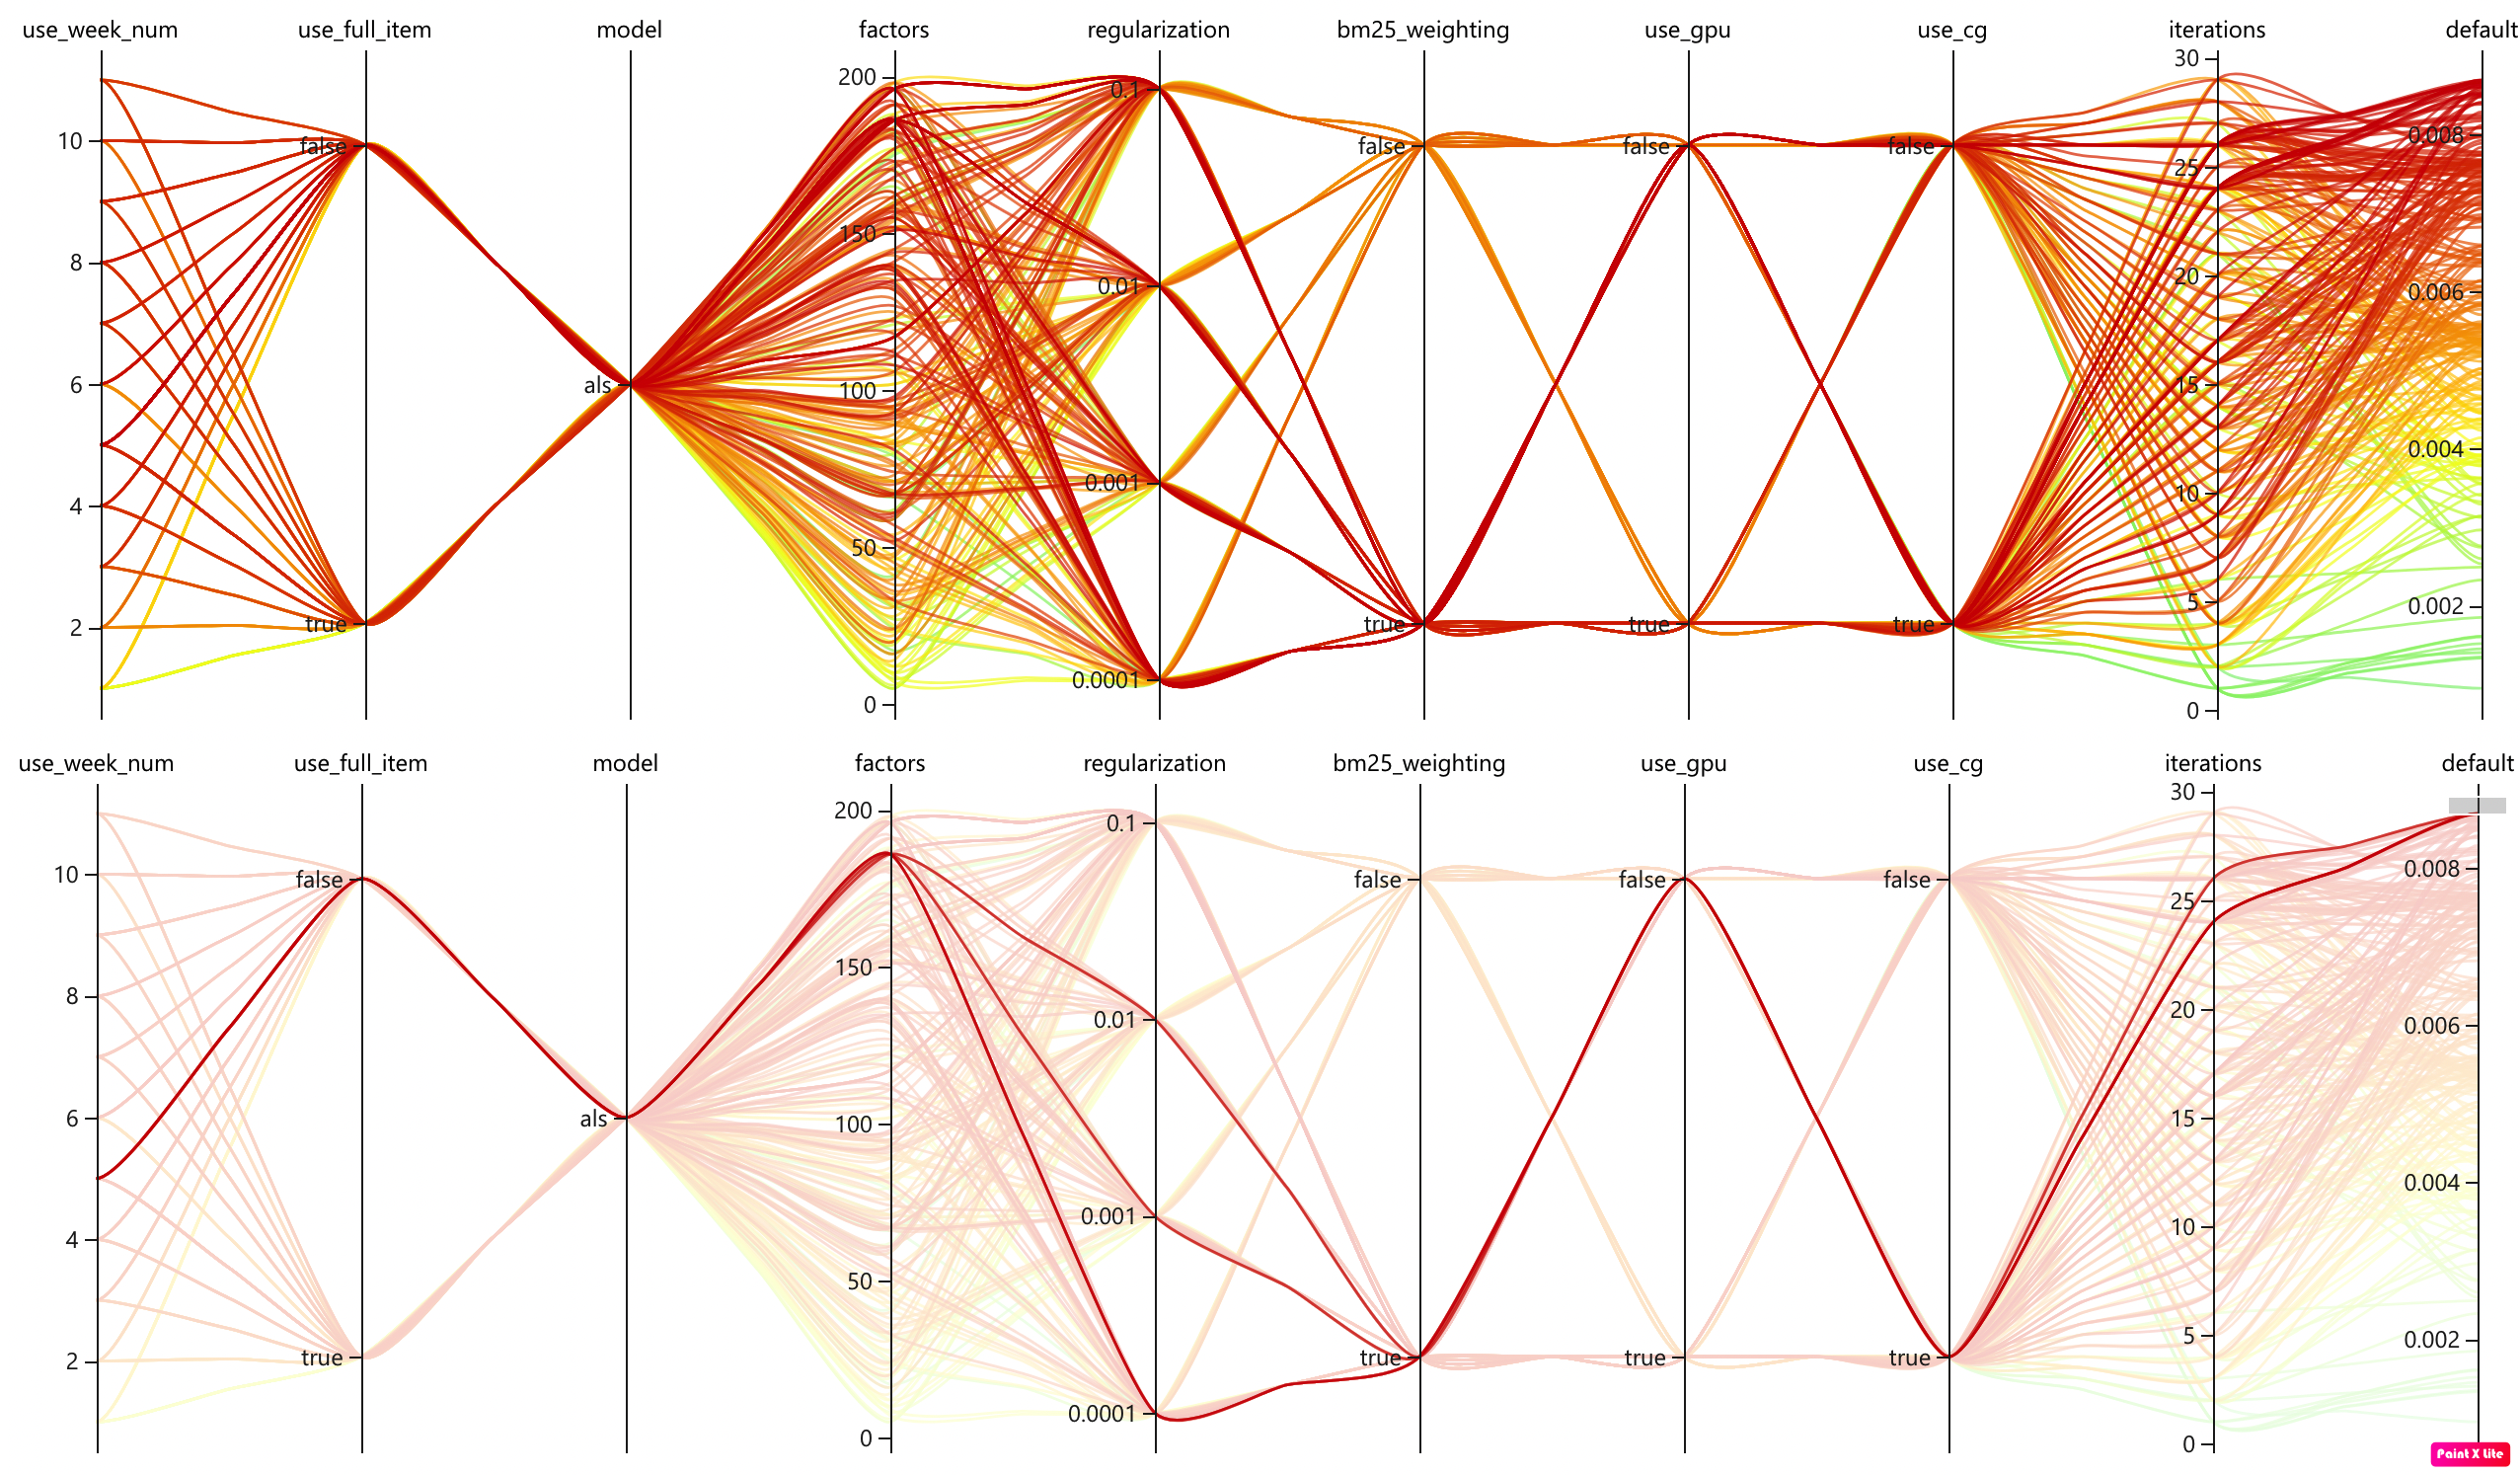 use_week_num use_full_item model factors regularization bm25_weighting use_gpu use_cg iterations default
30
200
0.1
10 false false false false 0.008
25
150
8
0.01 20 0.006
6 als 100 15
0.001 0.004
4 10
50
2 true true true true 5 0.002
0.0001
0 0
use_week_num use_full_item model factors regularization bm25_weighting use_gpu use_cg iterations default
30
200
0.1
10 false false false false 0.008
25
150
8
0.01 20 0.006
6 als 100 15
0.001 0.004
4 10
50
2 true true true true 5 0.002
0.0001
0 0
Paint X Lite